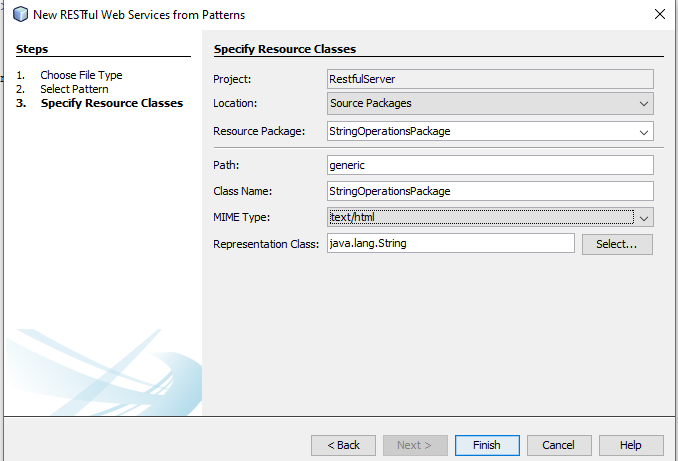 New RESTful Web Services from Patterns
Steps
1. Choose File Type
2. Select Pattern
3. Specify Resource Classes
Specify Resource Classes
Project: RestfulServer
Location: Source Packages
Resource Package: StringOperationsPackage
Path: generic
Class Name: StringOperationsPackage
MIME Type: text/html
Representation Class: java.lang.String Select...
< Back Next > Finish Cancel Help